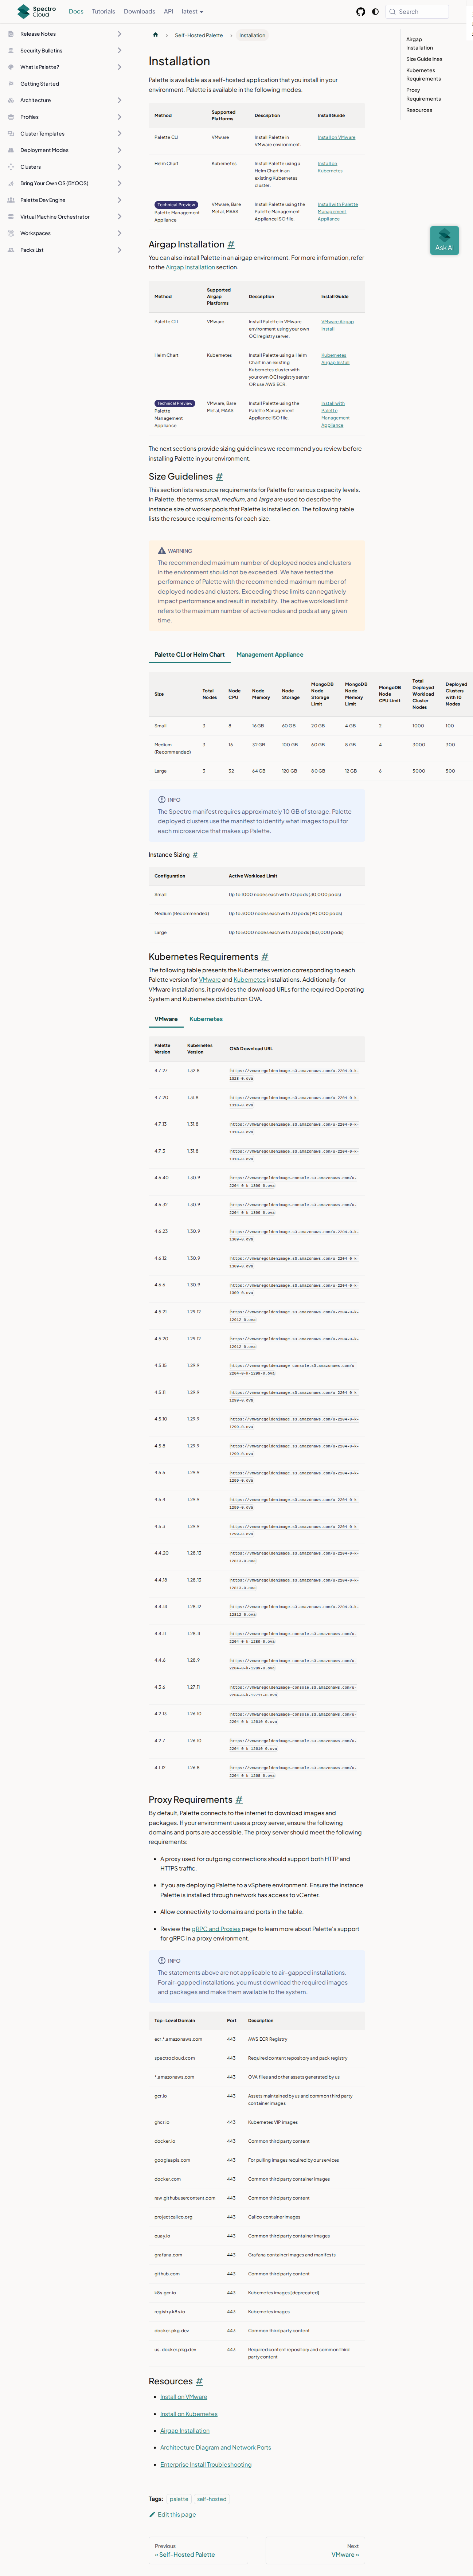 Spectro Cloud
Docs
Tutorials
Downloads
API
latest
Search
Release Notes
Security Bulletins
What is Palette?
Getting Started
Architecture
Profiles
Cluster Templates
Deployment Modes
Clusters
Bring Your Own OS (BYOOS)
Palette Dev Engine
Virtual Machine Orchestrator
Workspaces
Packs List
Self-Hosted Palette
Installation
Airgap Installation
Size Guidelines
Kubernetes Requirements
Proxy Requirements
Resources
Ask AI
Installation
Palette is available as a self-hosted application that you install in your environment. Palette is available in the following modes.
Method Supported Platforms Description Install Guide
Palette CLI VMware Install Palette in VMware environment. Install on VMware
Helm Chart Kubernetes Install Palette using a Helm Chart in an existing Kubernetes cluster. Install on Kubernetes
Technical Preview Palette Management Appliance VMware, Bare Metal, MAAS Install Palette using the Palette Management Appliance ISO file. Install with Palette Management Appliance
Airgap Installation #
You can also install Palette in an airgap environment. For more information, refer to the Airgap Installation section.
Method Supported Airgap Platforms Description Install Guide
Palette CLI VMware Install Palette in VMware environment using your own OCI registry server. VMware Airgap Install
Helm Chart Kubernetes Install Palette using a Helm Chart in an existing Kubernetes cluster with your own OCI registry server OR use AWS ECR. Kubernetes Airgap Install
Technical Preview Palette Management Appliance VMware, Bare Metal, MAAS Install Palette using the Palette Management Appliance ISO file. Install with Palette Management Appliance
The next sections provide sizing guidelines we recommend you review before installing Palette in your environment.
Size Guidelines #
This section lists resource requirements for Palette for various capacity levels. In Palette, the terms small, medium, and large are used to describe the instance size of worker pools that Palette is installed on. The following table lists the resource requirements for each size.
WARNING
The recommended maximum number of deployed nodes and clusters in the environment should not be exceeded. We have tested the performance of Palette with the recommended maximum number of deployed nodes and clusters. Exceeding these limits can negatively impact performance and result in instability. The active workload limit refers to the maximum number of active nodes and pods at any given time.
Palette CLI or Helm Chart
Management Appliance
Size Total Nodes Node CPU Node Memory Node Storage MongoDB Node Storage Limit MongoDB Node Memory Limit MongoDB Node CPU Limit Total Deployed Workload Cluster Nodes Deployed Clusters with 10 Nodes
Small 3 8 16 GB 60 GB 20 GB 4 GB 2 1000 100
Medium (Recommended) 3 16 32 GB 100 GB 60 GB 8 GB 4 3000 300
Large 3 32 64 GB 120 GB 80 GB 12 GB 6 5000 500
INFO
The Spectro manifest requires approximately 10 GB of storage. Palette deployed clusters use the manifest to identify what images to pull for each microservice that makes up Palette.
Instance Sizing #
Configuration Active Workload Limit
Small Up to 1000 nodes each with 30 pods (30,000 pods)
Medium (Recommended) Up to 3000 nodes each with 30 pods (90,000 pods)
Large Up to 5000 nodes each with 30 pods (150,000 pods)
Kubernetes Requirements #
The following table presents the Kubernetes version corresponding to each Palette version for VMware and Kubernetes installations. Additionally, for VMware installations, it provides the download URLs for the required Operating System and Kubernetes distribution OVA.
VMware
Kubernetes
Palette Version Kubernetes Version OVA Download URL
4.7.27 1.32.8 https://vmwaregoldenimage.s3.amazonaws.com/u-2204-0-k-1328-0.ova
4.7.20 1.31.8 https://vmwaregoldenimage.s3.amazonaws.com/u-2204-0-k-1318-0.ova
4.7.13 1.31.8 https://vmwaregoldenimage.s3.amazonaws.com/u-2204-0-k-1318-0.ova
4.7.3 1.31.8 https://vmwaregoldenimage.s3.amazonaws.com/u-2204-0-k-1318-0.ova
4.6.40 1.30.9 https://vmwaregoldenimage-console.s3.amazonaws.com/u-2204-0-k-1309-0.ova
4.6.32 1.30.9 https://vmwaregoldenimage-console.s3.amazonaws.com/u-2204-0-k-1309-0.ova
4.6.23 1.30.9 https://vmwaregoldenimage.s3.amazonaws.com/u-2204-0-k-1309-0.ova
4.6.12 1.30.9 https://vmwaregoldenimage.s3.amazonaws.com/u-2204-0-k-1309-0.ova
4.6.6 1.30.9 https://vmwaregoldenimage.s3.amazonaws.com/u-2204-0-k-1309-0.ova
4.5.21 1.29.12 https://vmwaregoldenimage.s3.amazonaws.com/u-2204-0-k-12912-0.ova
4.5.20 1.29.12 https://vmwaregoldenimage.s3.amazonaws.com/u-2204-0-k-12912-0.ova
4.5.15 1.29.9 https://vmwaregoldenimage-console.s3.amazonaws.com/u-2204-0-k-1299-0.ova
4.5.11 1.29.9 https://vmwaregoldenimage.s3.amazonaws.com/u-2204-0-k-1299-0.ova
4.5.10 1.29.9 https://vmwaregoldenimage.s3.amazonaws.com/u-2204-0-k-1299-0.ova
4.5.8 1.29.9 https://vmwaregoldenimage.s3.amazonaws.com/u-2204-0-k-1299-0.ova
4.5.5 1.29.9 https://vmwaregoldenimage.s3.amazonaws.com/u-2204-0-k-1299-0.ova
4.5.4 1.29.9 https://vmwaregoldenimage.s3.amazonaws.com/u-2204-0-k-1299-0.ova
4.5.3 1.29.9 https://vmwaregoldenimage.s3.amazonaws.com/u-2204-0-k-1299-0.ova
4.4.20 1.28.13 https://vmwaregoldenimage.s3.amazonaws.com/u-2204-0-k-12813-0.ova
4.4.18 1.28.13 https://vmwaregoldenimage.s3.amazonaws.com/u-2204-0-k-12813-0.ova
4.4.14 1.28.12 https://vmwaregoldenimage.s3.amazonaws.com/u-2204-0-k-12812-0.ova
4.4.11 1.28.11 https://vmwaregoldenimage-console.s3.amazonaws.com/u-2204-0-k-1289-0.ova
4.4.6 1.28.9 https://vmwaregoldenimage-console.s3.amazonaws.com/u-2204-0-k-1289-0.ova
4.3.6 1.27.11 https://vmwaregoldenimage-console.s3.amazonaws.com/u-2204-0-k-12711-0.ova
4.2.13 1.26.10 https://vmwaregoldenimage-console.s3.amazonaws.com/u-2204-0-k-12610-0.ova
4.2.7 1.26.10 https://vmwaregoldenimage-console.s3.amazonaws.com/u-2204-0-k-12610-0.ova
4.1.12 1.26.8 https://vmwaregoldenimage-console.s3.amazonaws.com/u-2204-0-k-1268-0.ova
Proxy Requirements #
By default, Palette connects to the internet to download images and packages. If your environment uses a proxy server, ensure the following domains and ports are accessible. The proxy server should meet the following requirements:
A proxy used for outgoing connections should support both HTTP and HTTPS traffic.
If you are deploying Palette to a vSphere environment. Ensure the instance Palette is installed through network has access to vCenter.
Allow connectivity to domains and ports in the table.
Review the gRPC and Proxies page to learn more about Palette's support for gRPC in a proxy environment.
INFO
The statements above are not applicable to air-gapped installations. For air-gapped installations, you must download the required images and packages and make them available to the system.
Top-Level Domain Port Description
ecr.*.amazonaws.com 443 AWS ECR Registry
spectrocloud.com 443 Required content repository and pack registry
*.amazonaws.com 443 OVA files and other assets generated by us
gcr.io 443 Assets maintained by us and common third party content
ghcr.io 443 Kubernetes VIP images
docker.io 443 Common third party content
googleapis.com 443 For pulling images required by our services
docker.com 443 Common third party container images
raw.githubusercontent.com 443 Common third party content
projectcalico.org 443 Calico container images
quay.io 443 Common third party container images
grafana.com 443 Grafana container images and manifests
github.com 443 Common third party content
k8s.gcr.io 443 Kubernetes images [deprecated]
registry.k8s.io 443 Kubernetes images
docker.pkg.dev 443 Common third party content
us-docker.pkg.dev 443 Required content repository and common third party content
Resources #
Install on VMware
Install on Kubernetes
Airgap Installation
Architecture Diagram and Network Ports
Enterprise Install Troubleshooting
Tags: palette self-hosted
Edit this page
Previous
« Self-Hosted Palette
Next
VMware »